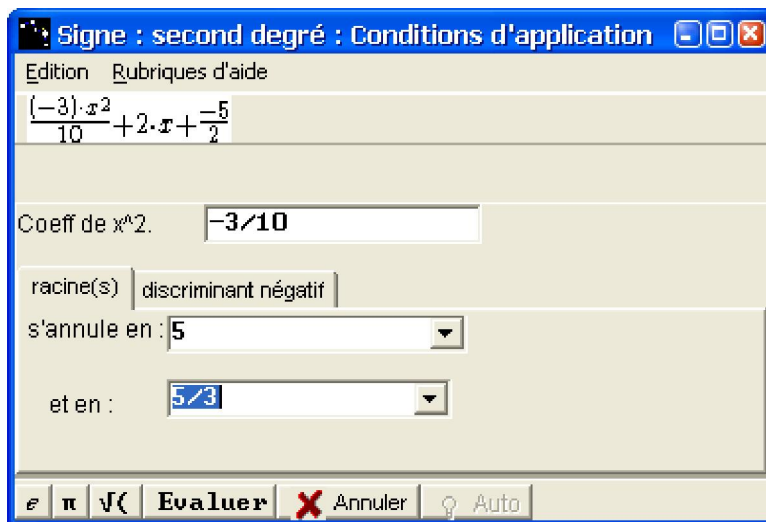 Signe : second degré : Conditions d'application
Edition Rubriques d'aide
(-3)·x²/10 + 2·x + -5/2
Coeff de x^2. -3/10
racine(s) discriminant négatif
s'annule en : 5
et en : 5/3
e π √( Evaluer Annuler Auto